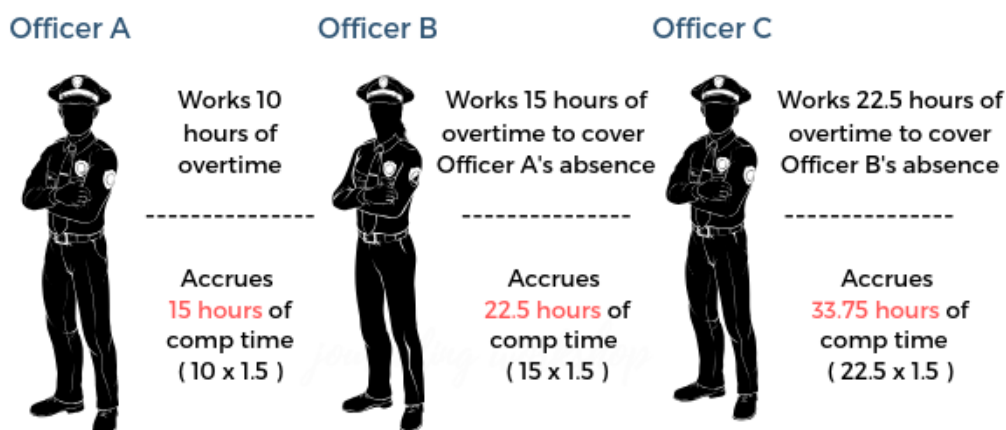 Officer A
Works 10
hours of
overtime
Accrues
15 hours of
comp time
( 10 x 1.5 )
Officer B
Works 15 hours of
overtime to cover
Officer A's absence
Accrues
22.5 hours of
comp time
( 15 x 1.5 )
Officer C
Works 22.5 hours of
overtime to cover
Officer B's absence
Accrues
33.75 hours of
comp time
( 22.5 x 1.5 )